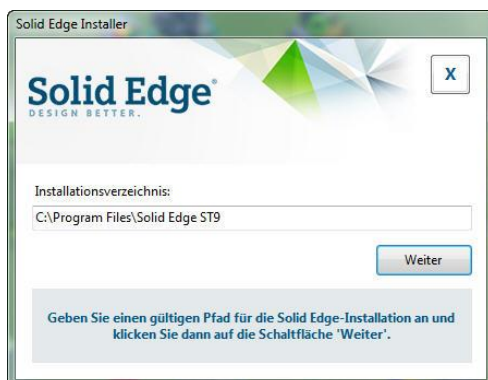 Solid Edge Installer
X
Solid Edge®
DESIGN BETTER.
Installationsverzeichnis:
C:\Program Files\Solid Edge ST9
Weiter
Geben Sie einen gültigen Pfad für die Solid Edge-Installation an und
klicken Sie dann auf die Schaltfläche 'Weiter'.